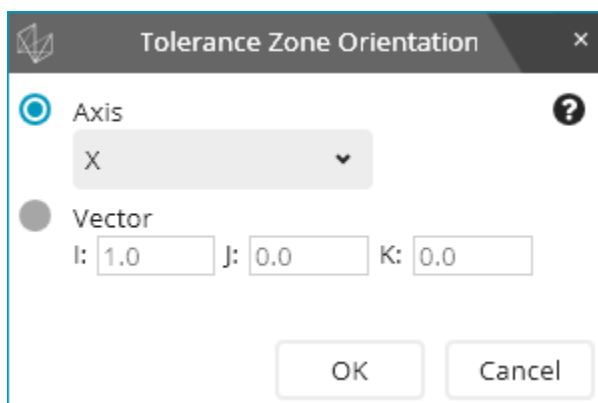 Tolerance Zone Orientation ×
Axis ?
X
Vector
I: 1.0 J: 0.0 K: 0.0
OK Cancel